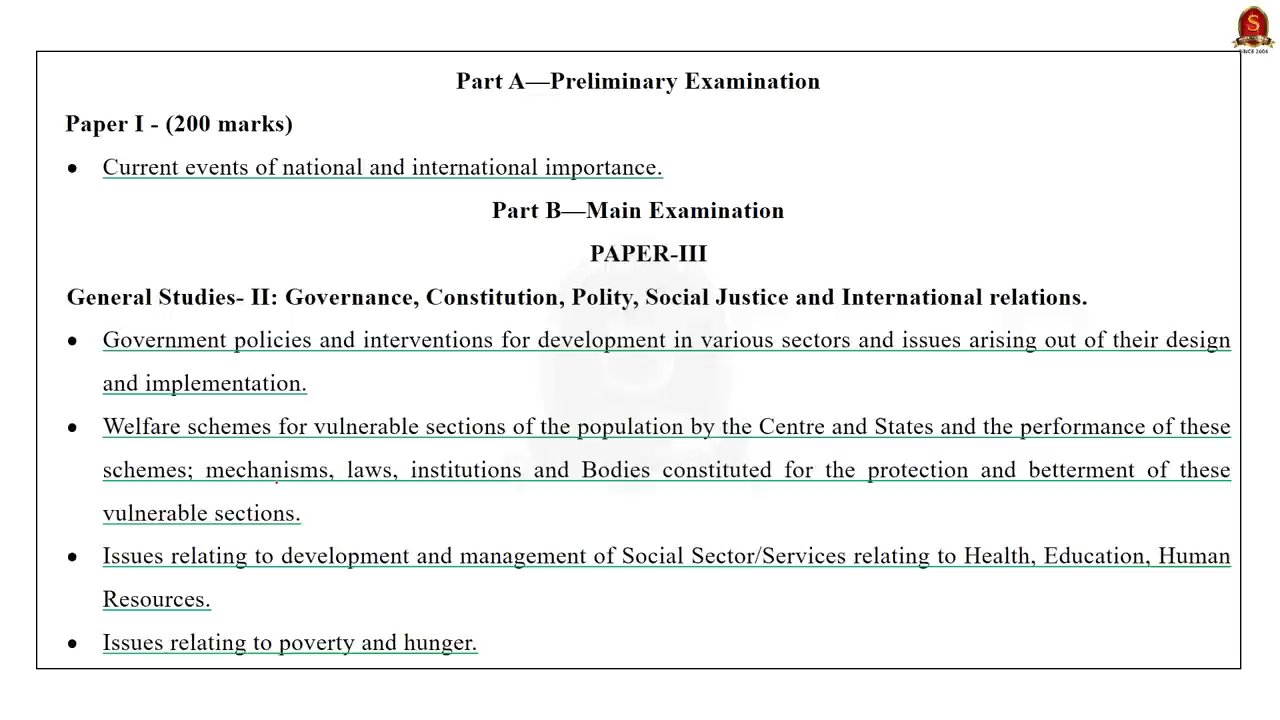 S
SINCE 2004
Part A—Preliminary Examination
Paper I - (200 marks)
● Current events of national and international importance.
Part B—Main Examination
PAPER-III
General Studies- II: Governance, Constitution, Polity, Social Justice and International relations.
● Government policies and interventions for development in various sectors and issues arising out of their design
and implementation.
● Welfare schemes for vulnerable sections of the population by the Centre and States and the performance of these
schemes; mechanisms, laws, institutions and Bodies constituted for the protection and betterment of these
vulnerable sections.
● Issues relating to development and management of Social Sector/Services relating to Health, Education, Human
Resources.
● Issues relating to poverty and hunger.